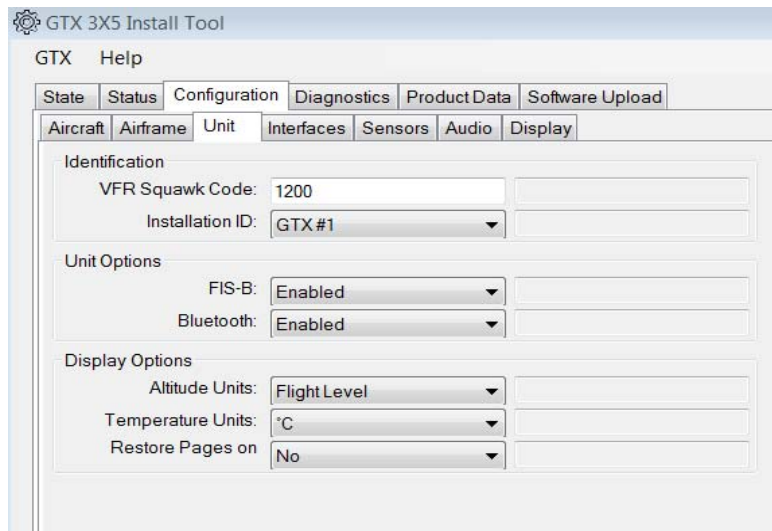 GTX 3X5 Install Tool
GTX Help
State Status Configuration Diagnostics Product Data Software Upload
Aircraft Airframe Unit Interfaces Sensors Audio Display
Identification
VFR Squawk Code: 1200
Installation ID: GTX #1
Unit Options
FIS-B: Enabled
Bluetooth: Enabled
Display Options
Altitude Units: Flight Level
Temperature Units: °C
Restore Pages on No